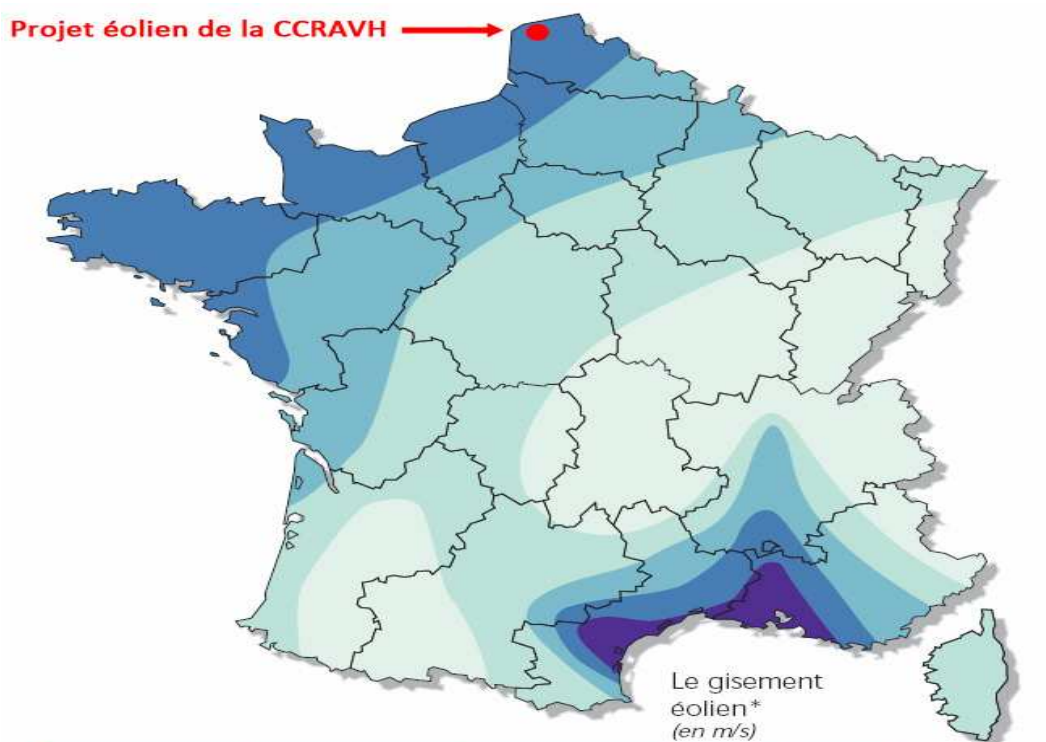 Projet éolien de la CCRAVH
Le gisement
éolien*
(en m/s)